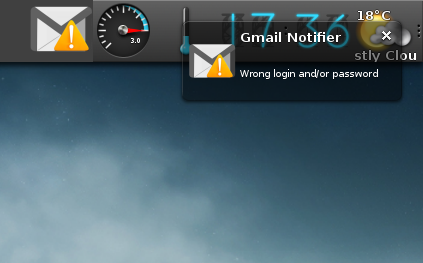 18°C
17:36
Gmail Notifier
3.0
stly Clou
Wrong login and/or password